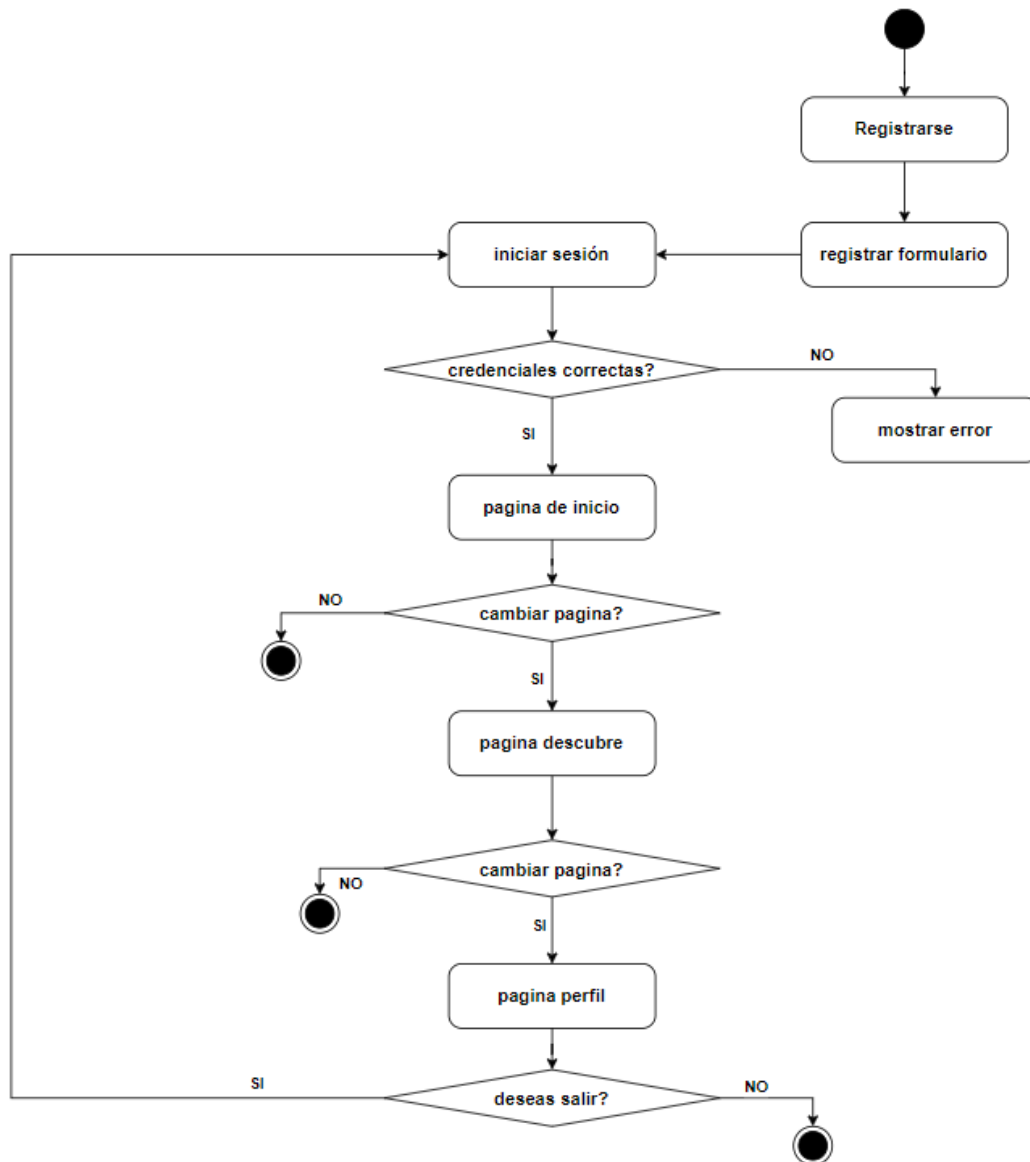 Registrarse
iniciar sesión
registrar formulario
credenciales correctas?
NO
mostrar error
SI
pagina de inicio
NO
cambiar pagina?
SI
pagina descubre
cambiar pagina?
NO
SI
pagina perfil
SI
deseas salir?
NO